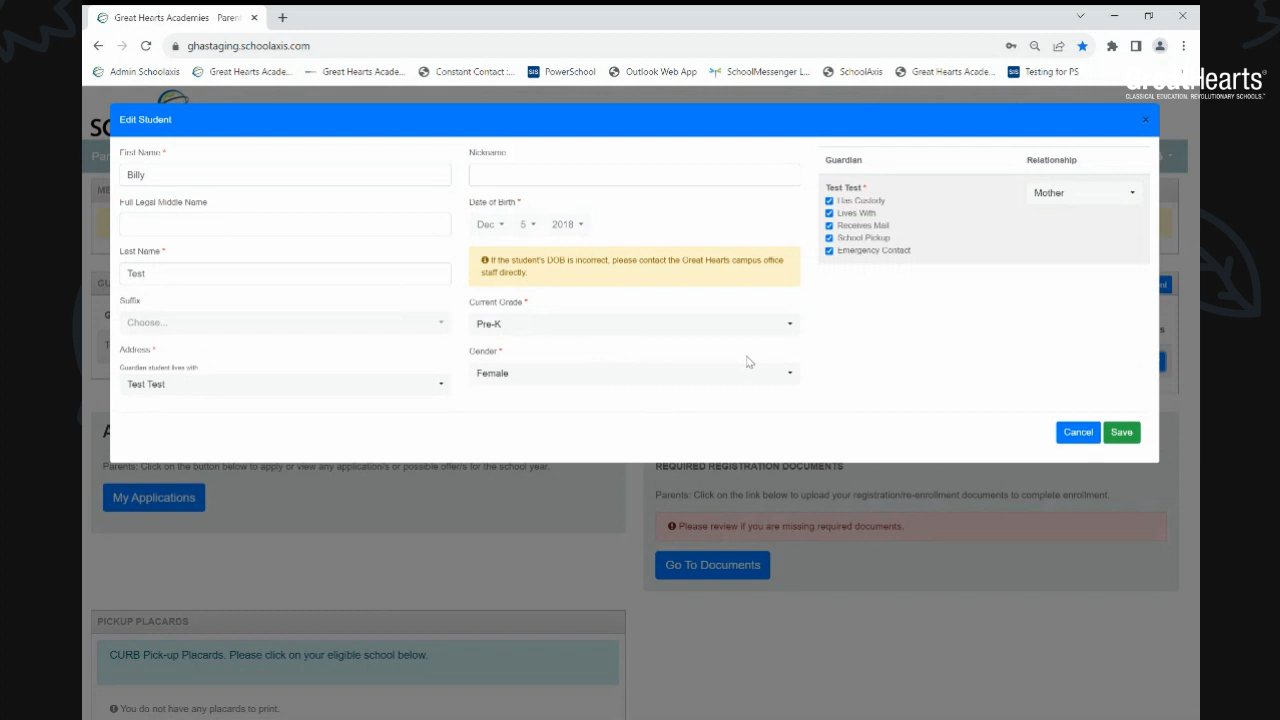 Great Hearts Academies - Parent
ghastaging.schoolaxis.com
Admin Schoolaxis
Great Hearts Acade...
Great Hearts Acade...
Constant Contact :...
SIS PowerSchool
Outlook Web App
SchoolMessenger L...
SchoolAxis
Great Hearts Acade...
SIS Testing for PS
GreatHearts®
CLASSICAL EDUCATION. REVOLUTIONARY SCHOOLS.™
Edit Student
First Name *
Billy
Full Legal Middle Name
Last Name *
Test
Suffix
Choose...
Address *
Guardian student lives with
Test Test
Nickname
Date of Birth *
Dec 5 2018
If the student's DOB is incorrect, please contact the Great Hearts campus office
staff directly.
Current Grade *
Pre-K
Gender *
Female
Guardian Relationship
Test Test *
Mother
Has Custody
Lives With
Receives Mail
School Pickup
Emergency Contact
Cancel Save
Parents: Click on the button below to apply or view any application/s or possible offer/s for the school year.
My Applications
REQUIRED REGISTRATION DOCUMENTS
Parents: Click on the link below to upload your registration/re-enrollment documents to complete enrollment.
Please review if you are missing required documents.
Go To Documents
PICKUP PLACARDS
CURB Pick-up Placards. Please click on your eligible school below.
You do not have any placards to print.